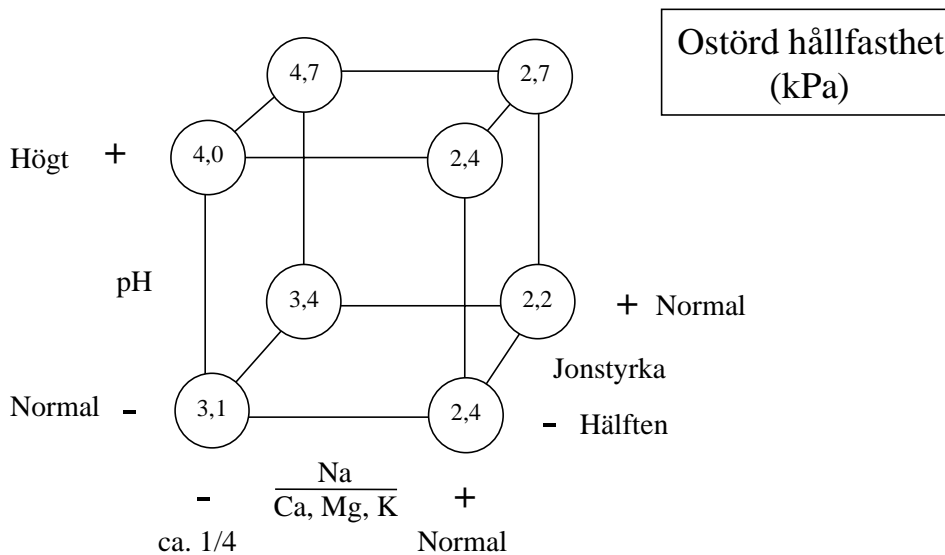 Ostörd hållfasthet
(kPa)
4,7
2,7
Högt +
4,0
2,4
pH
3,4
2,2
+ Normal
Jonstyrka
Normal -
3,1
2,4
- Hälften
-
Na
Ca, Mg, K
+
ca. 1/4
Normal